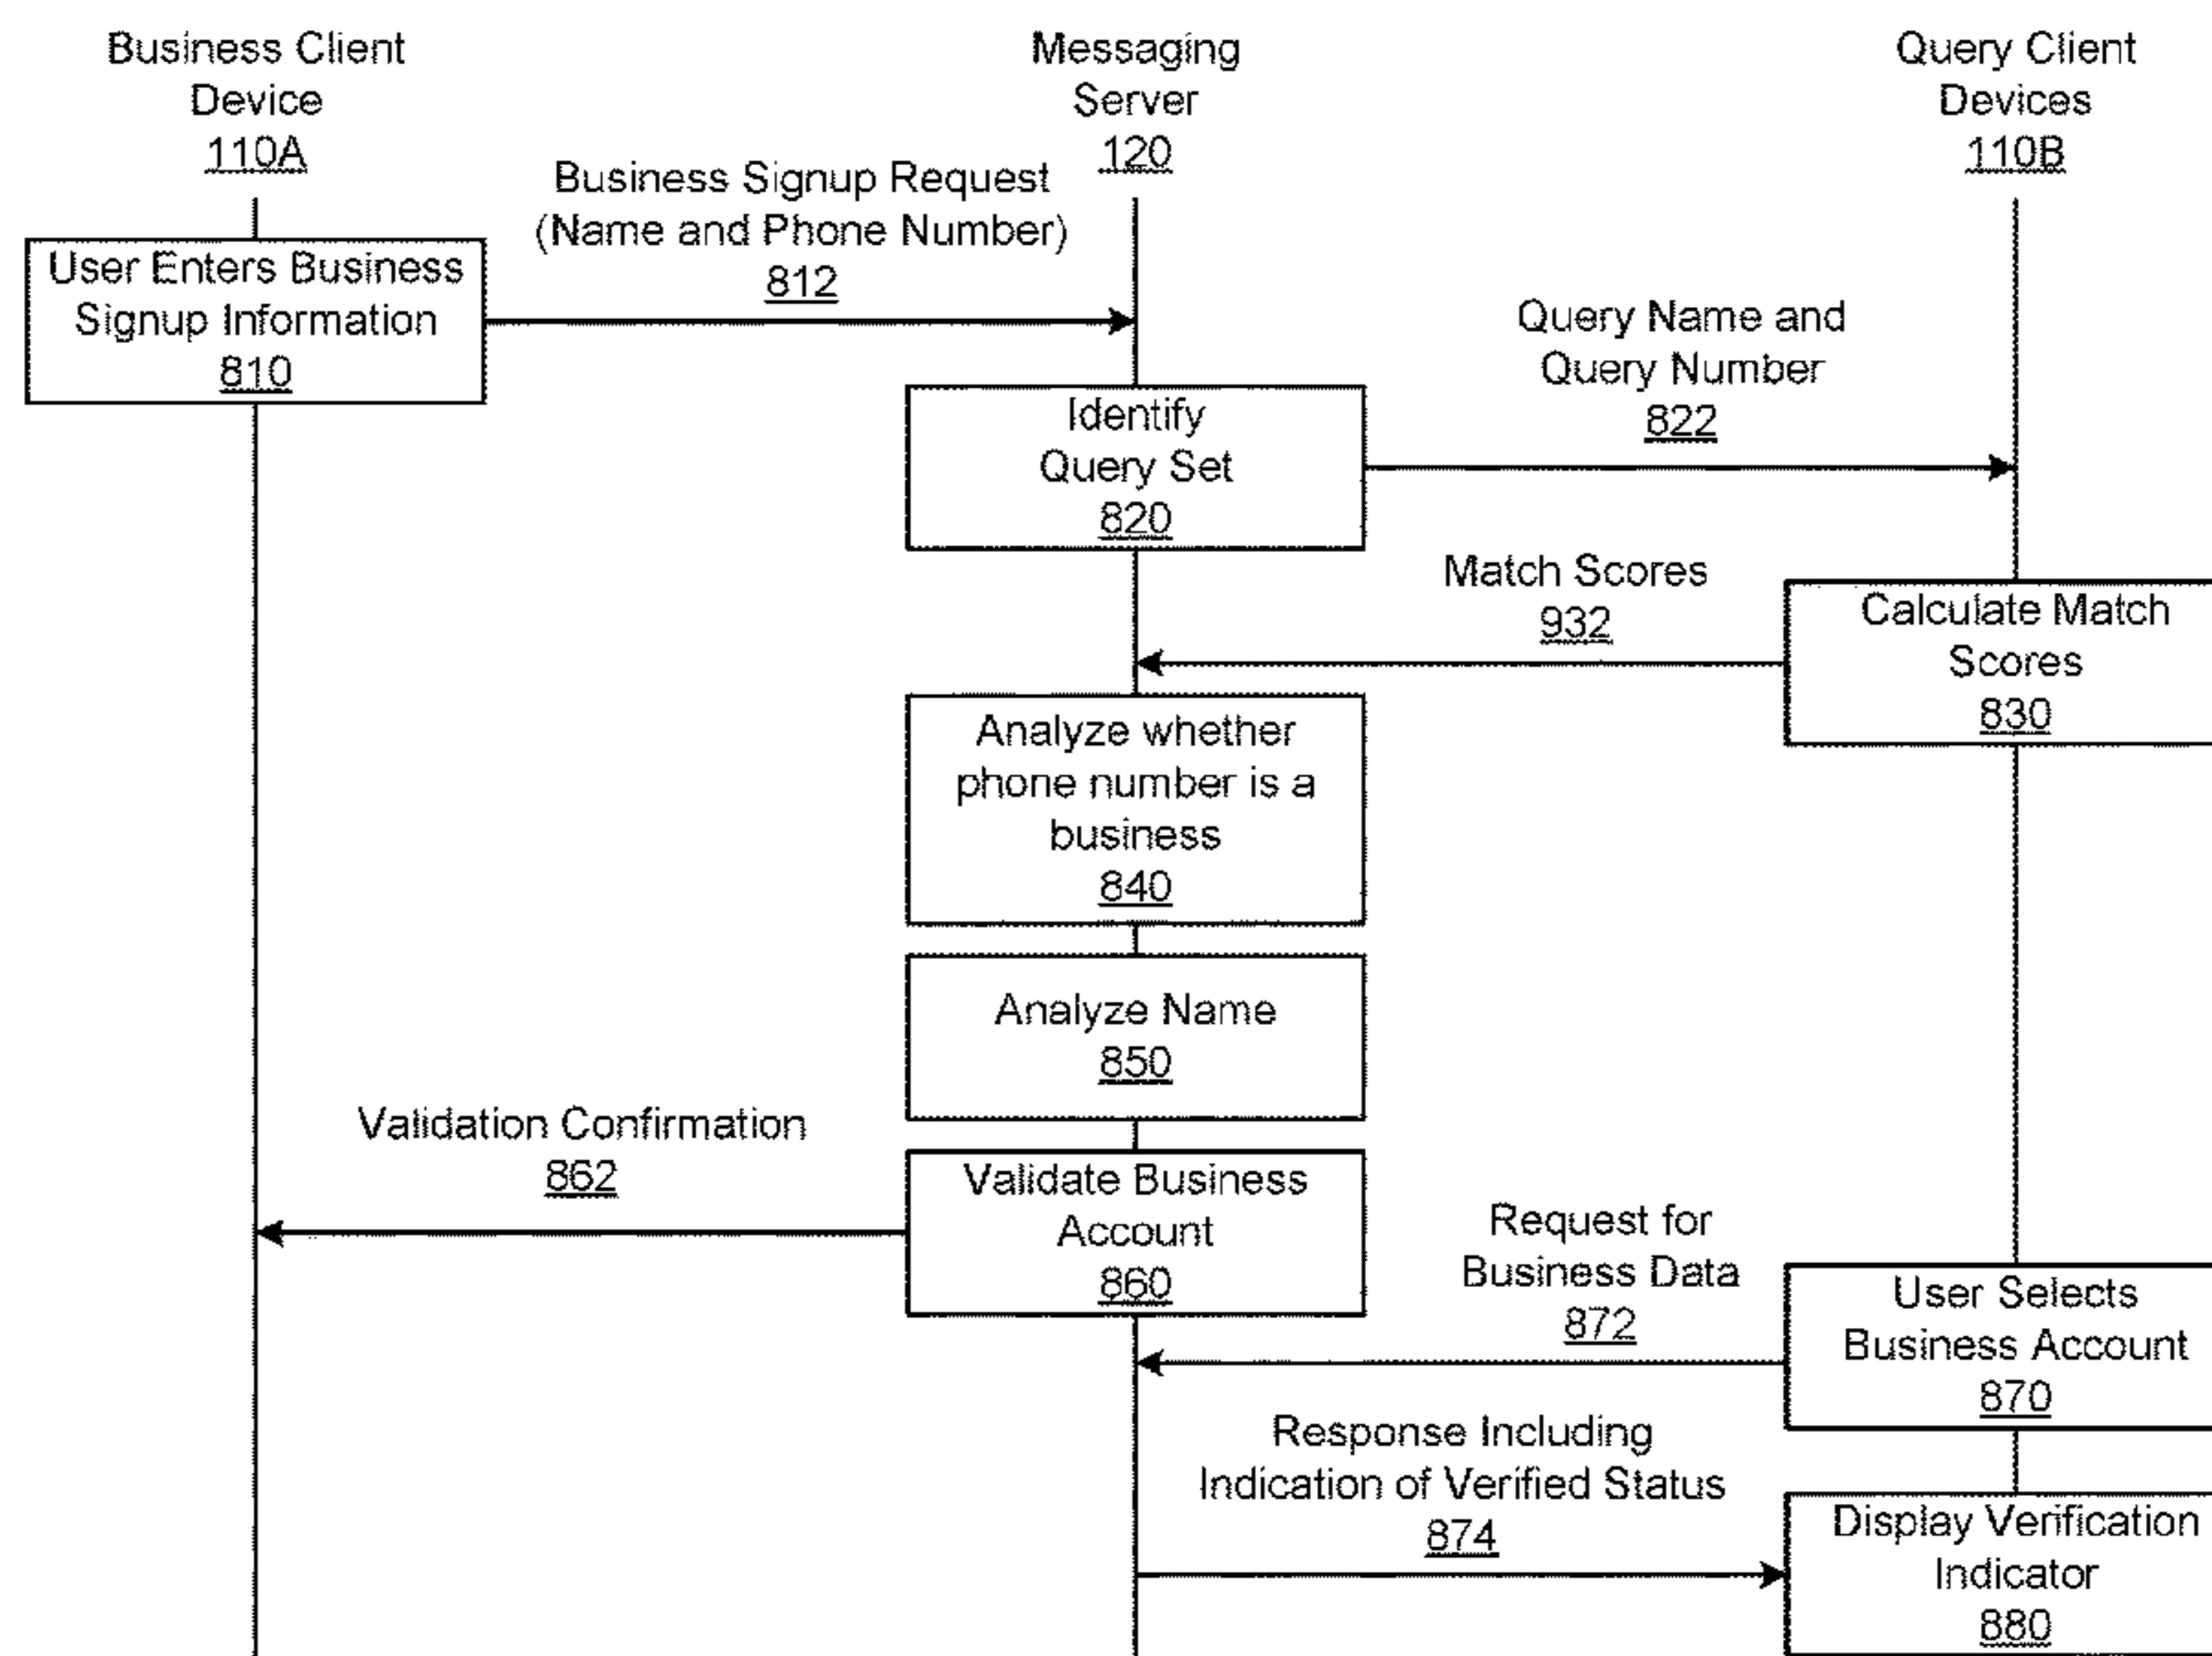 Business Client
Device
110A
Messaging
Server
120
Query Client
Devices
110B
Business Signup Request
(Name and Phone Number)
812
User Enters Business
Signup Information
810
Query Name and
Query Number
822
Identify
Query Set
820
Match Scores
932
Calculate Match
Scores
830
Analyze whether
phone number is a
business
840
Analyze Name
850
Validation Confirmation
862
Validate Business
Account
860
Request for
Business Data
872
User Selects
Business Account
870
Response Including
Indication of Verified Status
874
Display Verification
Indicator
880